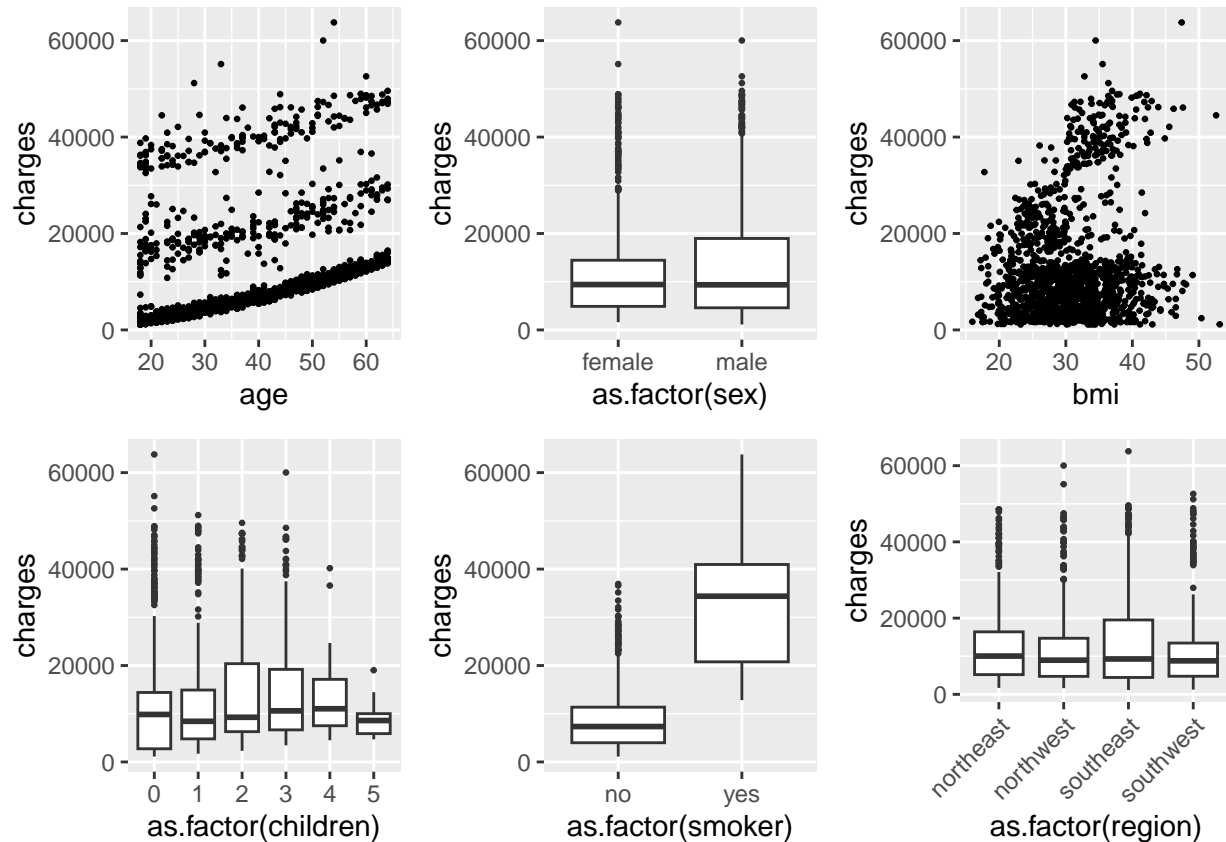 charges
60000
40000
20000
0
20 30 40 50 60
age
charges
60000
40000
20000
0
female male
as.factor(sex)
charges
60000
40000
20000
0
20 30 40 50
bmi
charges
60000
40000
20000
0
0 1 2 3 4 5
as.factor(children)
charges
60000
40000
20000
0
no yes
as.factor(smoker)
charges
60000
40000
20000
0
northeast northwest southeast southwest
as.factor(region)